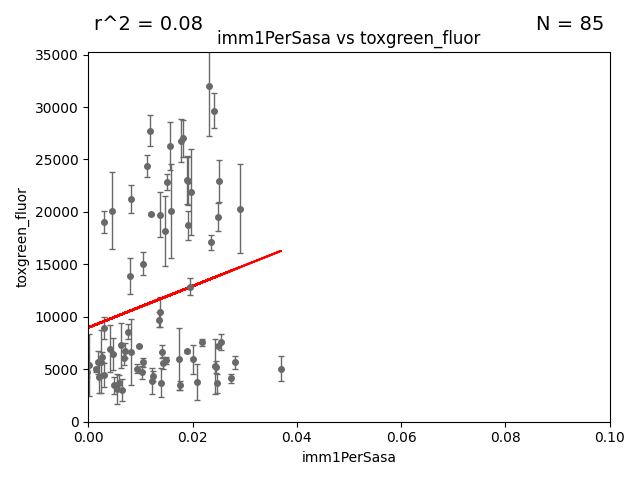 r^2 = 0.08
N = 85
imm1PerSasa vs toxgreen_fluor
35000
30000
25000
20000
15000
10000
5000
0
toxgreen_fluor
0.00
0.02
0.04
0.06
0.08
0.10
imm1PerSasa